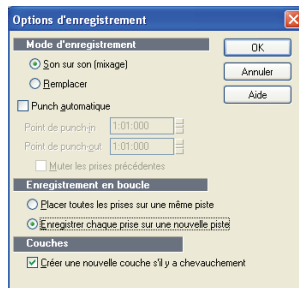 Options d'enregistrement
Mode d'enregistrement
Son sur son (mixage)
Remplacer
Punch automatique
Point de punch-in 1:01:000
Point de punch-out 1:01:000
Muter les prises précédentes
Enregistrement en boucle
Placer toutes les prises sur une même piste
Enregistrer chaque prise sur une nouvelle piste
Couches
Créer une nouvelle couche s'il y a chevauchement
OK
Annuler
Aide